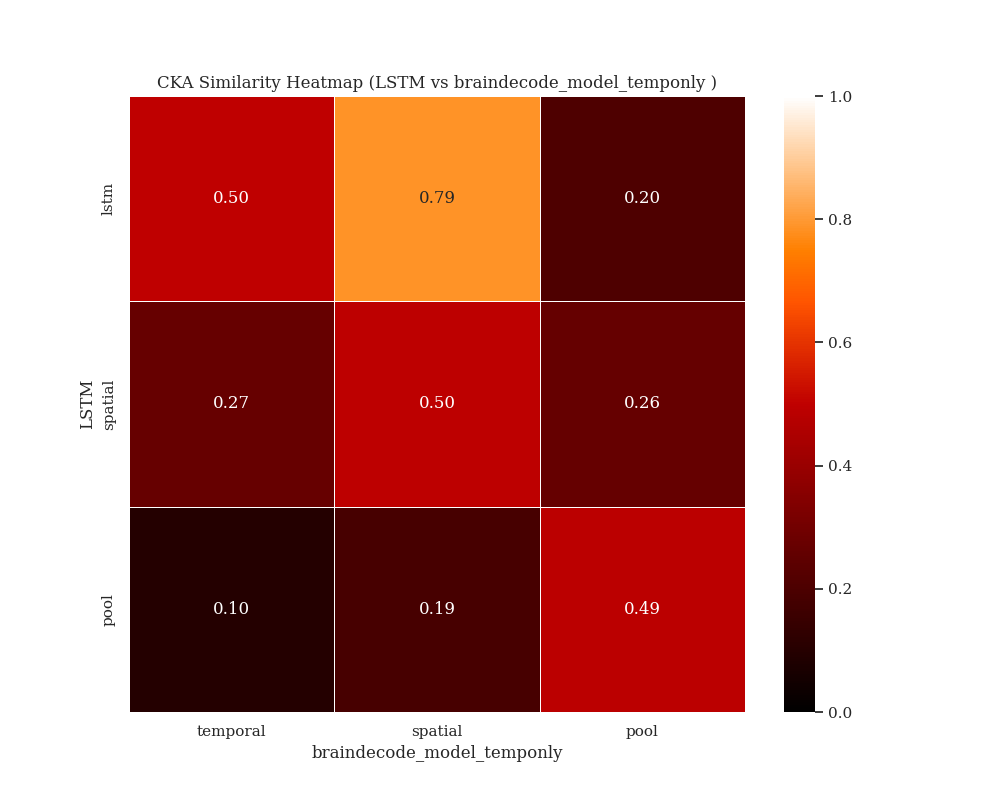 CKA Similarity Heatmap (LSTM vs braindecode_model_temponly )
1.0
0.8
0.6
0.4
0.2
0.0
LSTM
lstm
0.50 0.79 0.20
spatial
0.27 0.50 0.26
pool
0.10 0.19 0.49
temporal spatial pool
braindecode_model_temponly